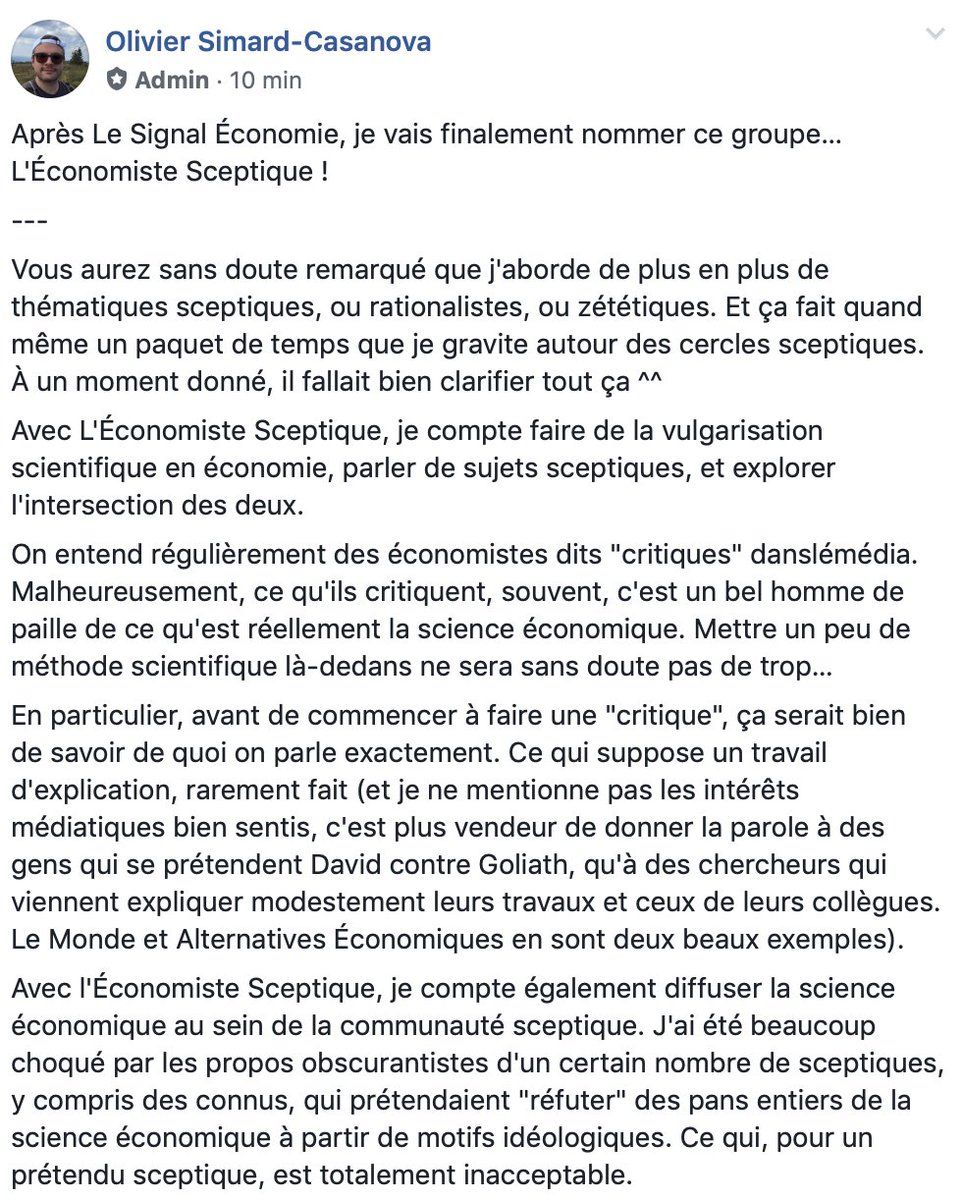 Olivier Simard-Casanova
Admin · 10 min
Après Le Signal Économie, je vais finalement nommer ce groupe...
L'Économiste Sceptique !
---
Vous aurez sans doute remarqué que j'aborde de plus en plus de
thématiques sceptiques, ou rationalistes, ou zététiques. Et ça fait quand
même un paquet de temps que je gravite autour des cercles sceptiques.
À un moment donné, il fallait bien clarifier tout ça ^^
Avec L'Économiste Sceptique, je compte faire de la vulgarisation
scientifique en économie, parler de sujets sceptiques, et explorer
l'intersection des deux.
On entend régulièrement des économistes dits "critiques" danslémédia.
Malheureusement, ce qu'ils critiquent, souvent, c'est un bel homme de
paille de ce qu'est réellement la science économique. Mettre un peu de
méthode scientifique là-dedans ne sera sans doute pas de trop...
En particulier, avant de commencer à faire une "critique", ça serait bien
de savoir de quoi on parle exactement. Ce qui suppose un travail
d'explication, rarement fait (et je ne mentionne pas les intérêts
médiatiques bien sentis, c'est plus vendeur de donner la parole à des
gens qui se prétendent David contre Goliath, qu'à des chercheurs qui
viennent expliquer modestement leurs travaux et ceux de leurs collègues.
Le Monde et Alternatives Économiques en sont deux beaux exemples).
Avec l'Économiste Sceptique, je compte également diffuser la science
économique au sein de la communauté sceptique. J'ai été beaucoup
choqué par les propos obscurantistes d'un certain nombre de sceptiques,
y compris des connus, qui prétendaient "réfuter" des pans entiers de la
science économique à partir de motifs idéologiques. Ce qui, pour un
prétendu sceptique, est totalement inacceptable.